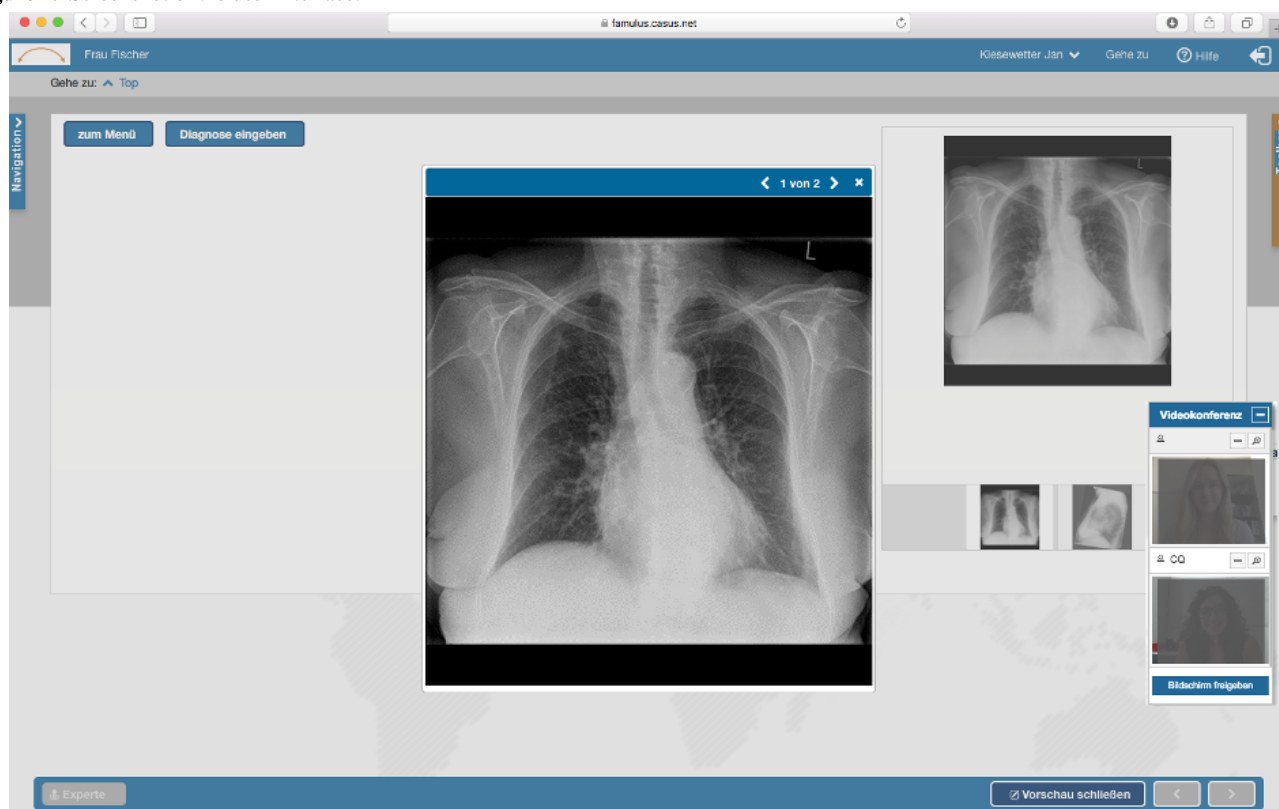 famulus.casus.net
Frau Fischer
Kiesewetter Jan
Gehe zu
Hilfe
Gehe zu: Top
Navigation
zum Menü
Diagnose eingeben
1 von 2
L
L
Videokonferenz
CQ
Bildschirm freigeben
Experte
Vorschau schließen